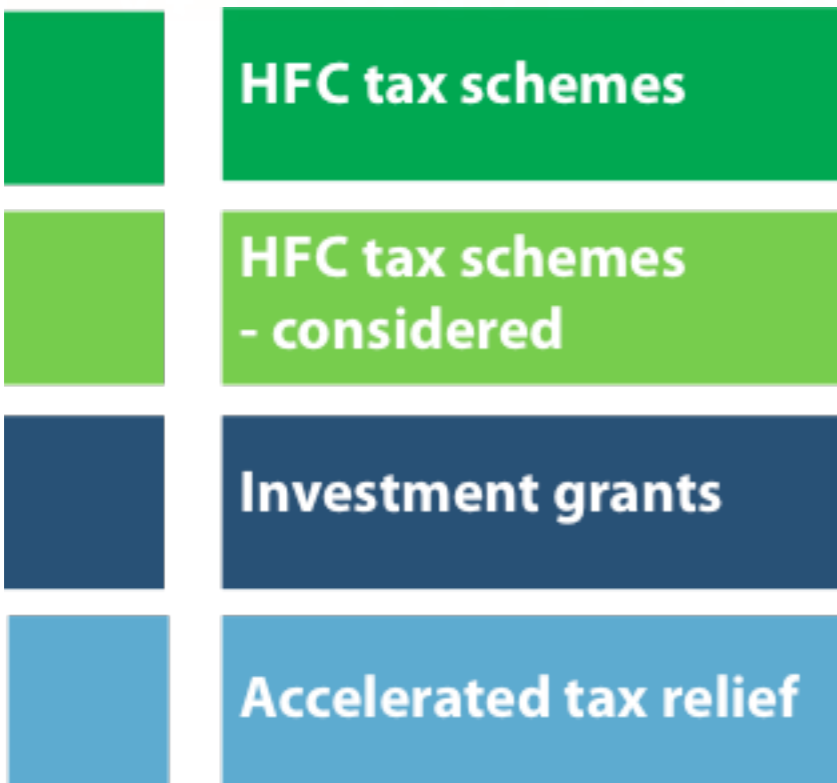 HFC tax schemes
HFC tax schemes
- considered
Investment grants
Accelerated tax relief